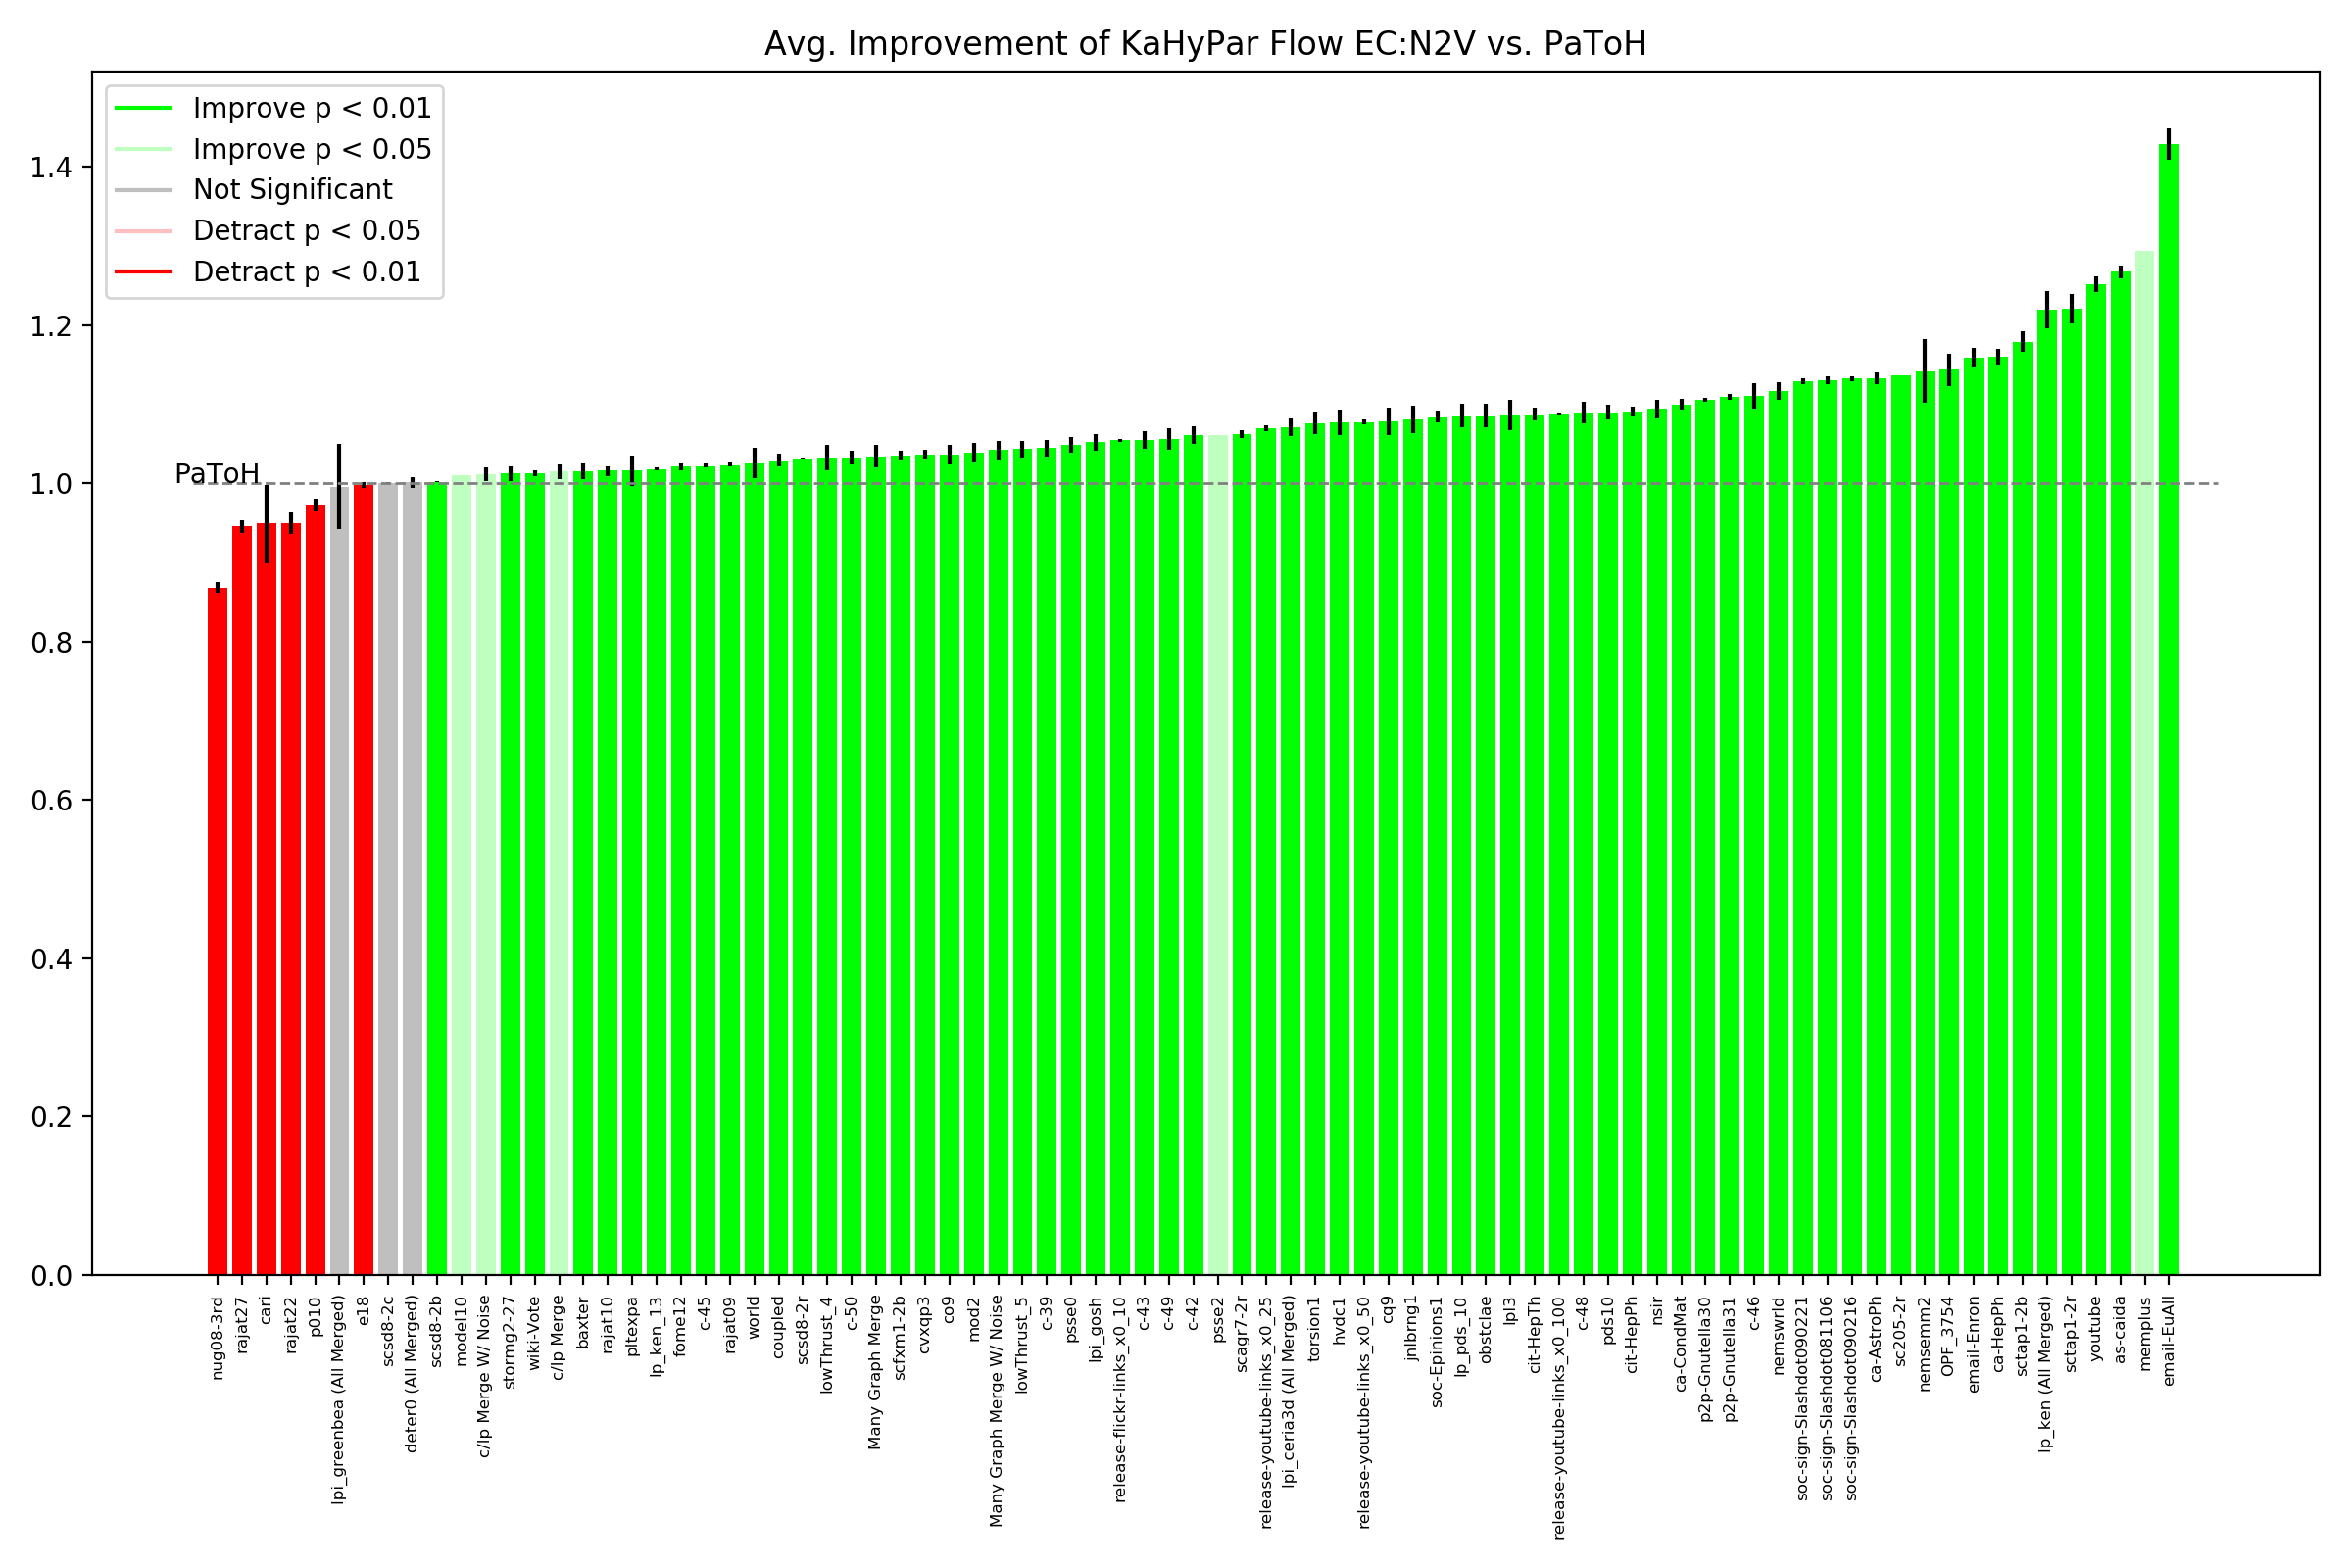 Avg. Improvement of KaHyPar Flow EC:N2V vs. PaToH
Improve p < 0.01
Improve p < 0.05
Not Significant
Detract p < 0.05
Detract p < 0.01
1.4
1.2
1.0
0.8
0.6
0.4
0.2
0.0
PaToH
nug08-3rd
rajat27
cari
rajat22
p010
lpi_greenbea (All Merged)
e18
scsd8-2c
deter0 (All Merged)
scsd8-2b
model10
c/lp Merge W/ Noise
stormg2-27
wiki-Vote
c/lp Merge
baxter
rajat10
pltexpa
lp_ken_13
fome12
c-45
rajat09
world
coupled
scsd8-2r
lowThrust_4
c-50
Many Graph Merge
scfxm1-2b
cvxqp3
co9
mod2
Many Graph Merge W/ Noise
lowThrust_5
c-39
psse0
lpi_gosh
release-flickr-links_x0_10
c-43
c-49
c-42
psse2
scagr7-2r
release-youtube-links_x0_25
lpi_ceria3d (All Merged)
torsion1
hvdc1
release-youtube-links_x0_50
cq9
jnlbrng1
soc-Epinions1
lp_pds_10
obstclae
lpl3
cit-HepTh
release-youtube-links_x0_100
c-48
pds10
cit-HepPh
nsir
ca-CondMat
p2p-Gnutella30
p2p-Gnutella31
c-46
nemswrld
soc-sign-Slashdot090221
soc-sign-Slashdot081106
soc-sign-Slashdot090216
ca-AstroPh
sc205-2r
nemsemm2
OPF_3754
email-Enron
ca-HepPh
sctap1-2b
lp_ken (All Merged)
sctap1-2r
youtube
as-caida
memplus
email-EuAll